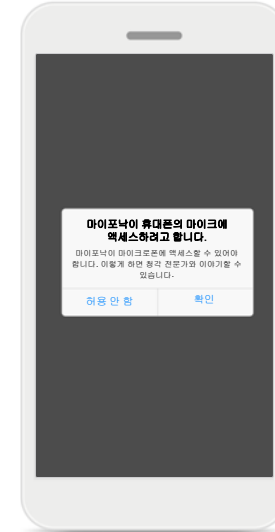 마이포낙이 휴대폰의 마이크에
액세스하려고 합니다.
마이포낙이 마이크로폰에 액세스할 수 있어야
합니다. 이렇게 하면 청각 전문가와 이야기할 수
있습니다.
허용 안 함
확인